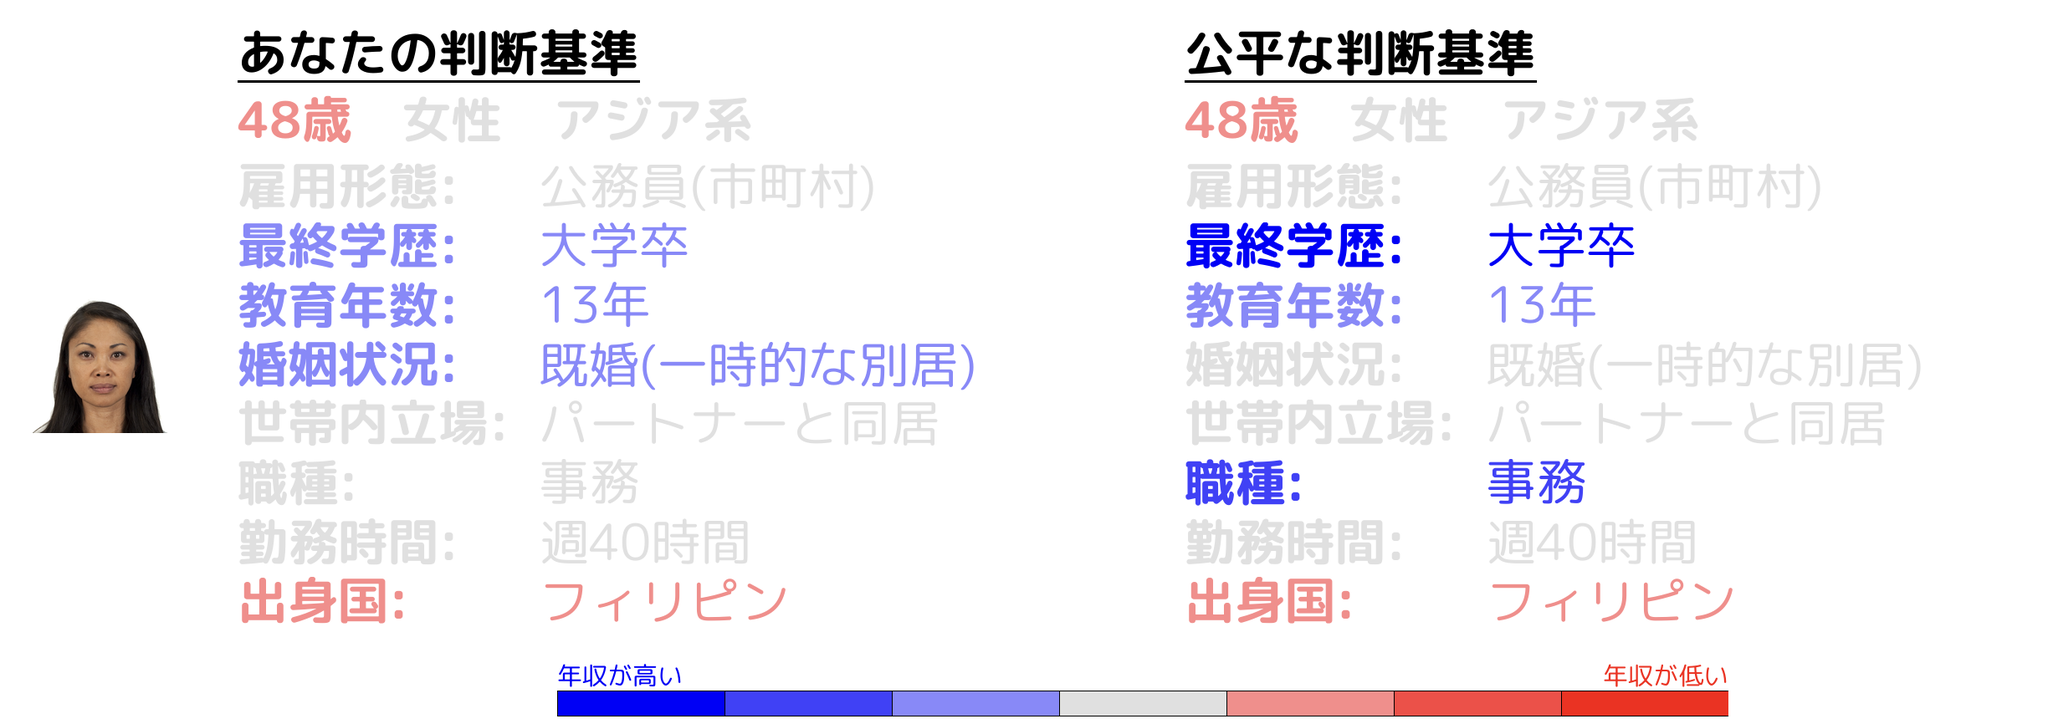 あなたの判断基準
48歳 女性 アジア系
雇用形態: 公務員(市町村)
最終学歴: 大学卒
教育年数: 13年
婚姻状況: 既婚(一時的な別居)
世帯内立場: パートナーと同居
職種: 事務
勤務時間: 週40時間
出身国: フィリピン
公平な判断基準
48歳 女性 アジア系
雇用形態: 公務員(市町村)
最終学歴: 大学卒
教育年数: 13年
婚姻状況: 既婚(一時的な別居)
世帯内立場: パートナーと同居
職種: 事務
勤務時間: 週40時間
出身国: フィリピン
年収が高い
年収が低い